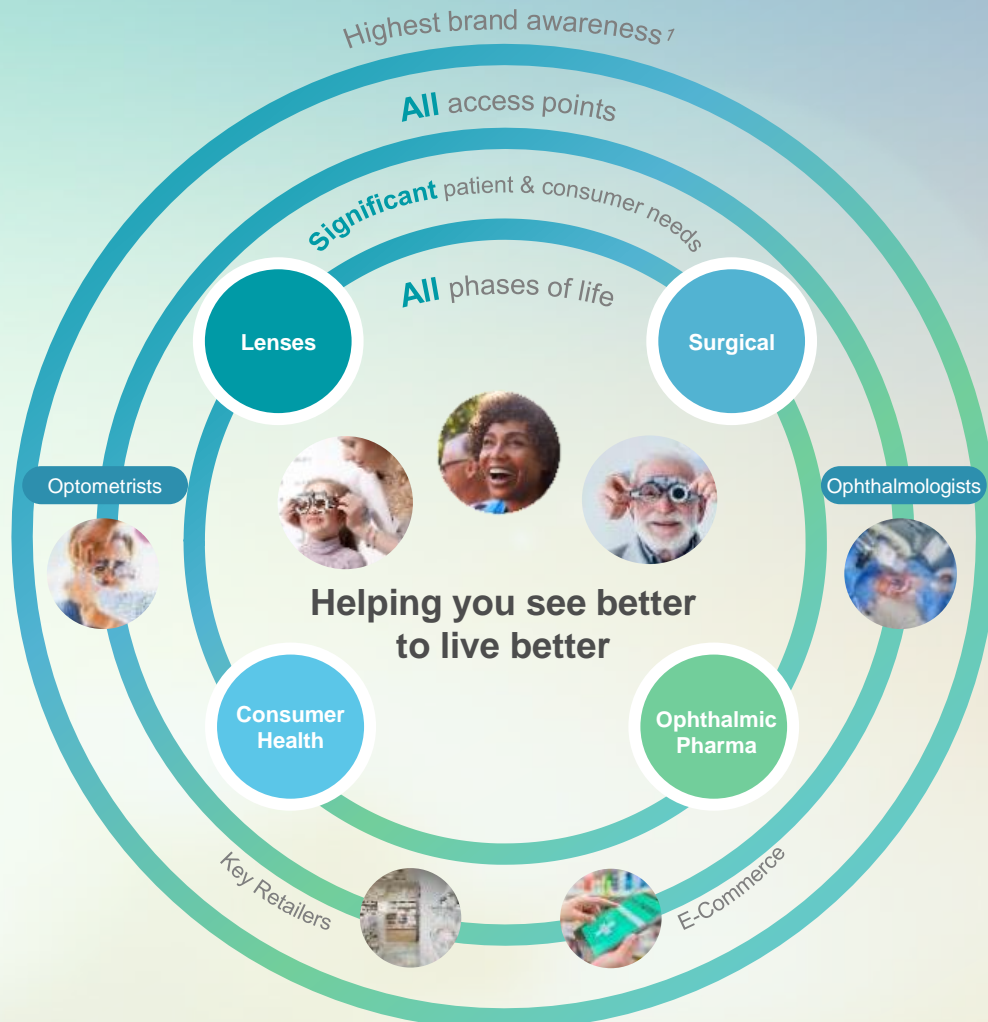 Highest brand awareness¹
All access points
Significant patient & consumer needs
All phases of life
Lenses
Surgical
Optometrists
Ophthalmologists
Helping you see better
to live better
Consumer
Health
Ophthalmic
Pharma
Key Retailers
E-Commerce